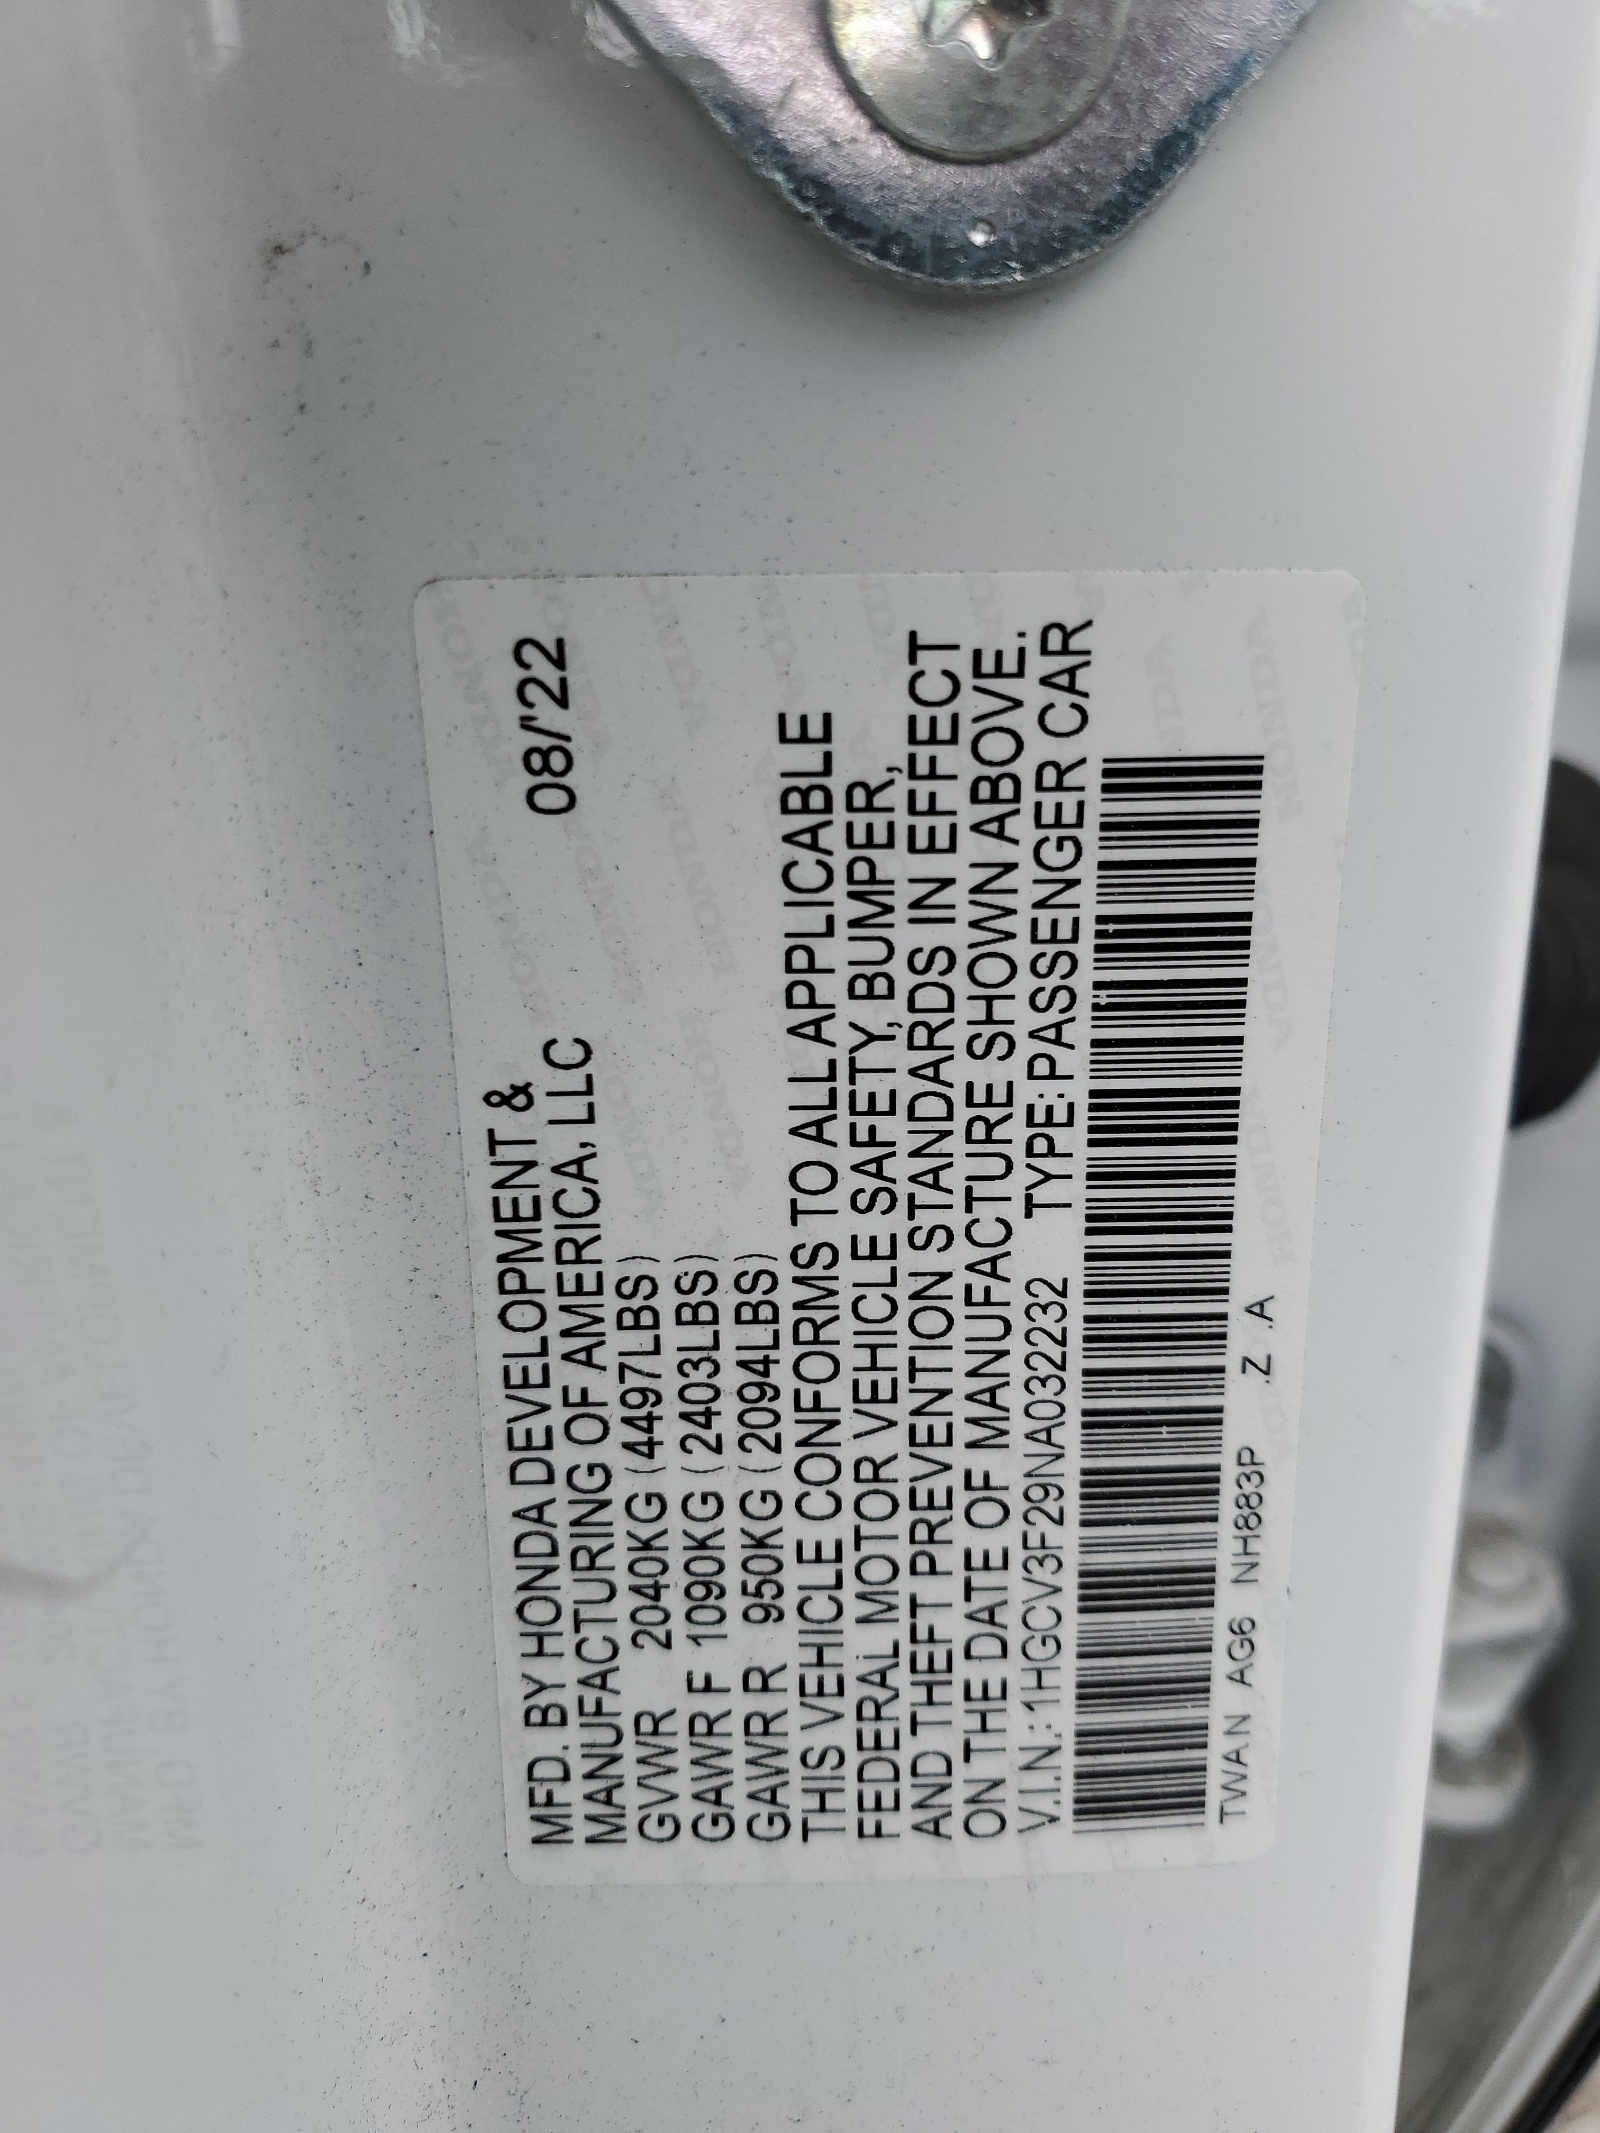 MFD. BY HONDA DEVELOPMENT & 08/'22
MANUFACTURING OF AMERICA, LLC
GVWR 2040KG (4497LBS)
GAWR F 1090KG (2403LBS)
GAWR R 950KG (2094LBS)
THIS VEHICLE CONFORMS TO ALL APPLICABLE
FEDERAL MOTOR VEHICLE SAFETY, BUMPER,
AND THEFT PREVENTION STANDARDS IN EFFECT
ON THE DATE OF MANUFACTURE SHOWN ABOVE.
V.I.N.: 1HGCV3F29NA032232 TYPE: PASSENGER CAR
TWAN AG6 NH883P .Z .A